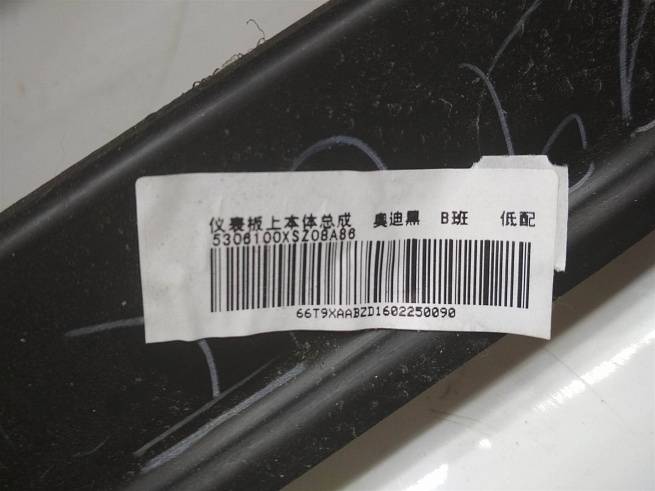 仪表板上本体总成 奥迪黑 B班 低配
5306100XSZ08A86
66T9XAABZD1602250090